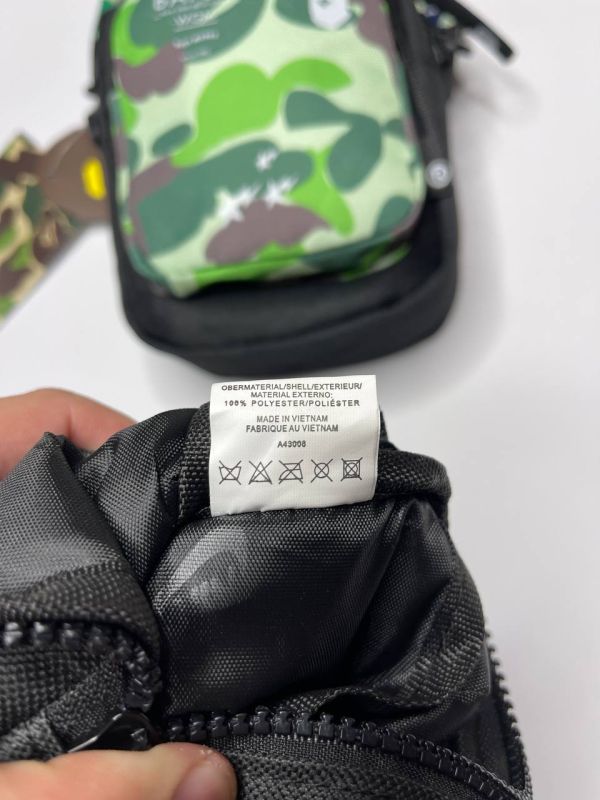 OBERMATERIAL/SHELL/EXTERIEUR/
MATERIAL EXTERNO;
100% POLYESTER/POLIÉSTER
MADE IN VIETNAM
FABRIQUE AU VIETNAM
A43008